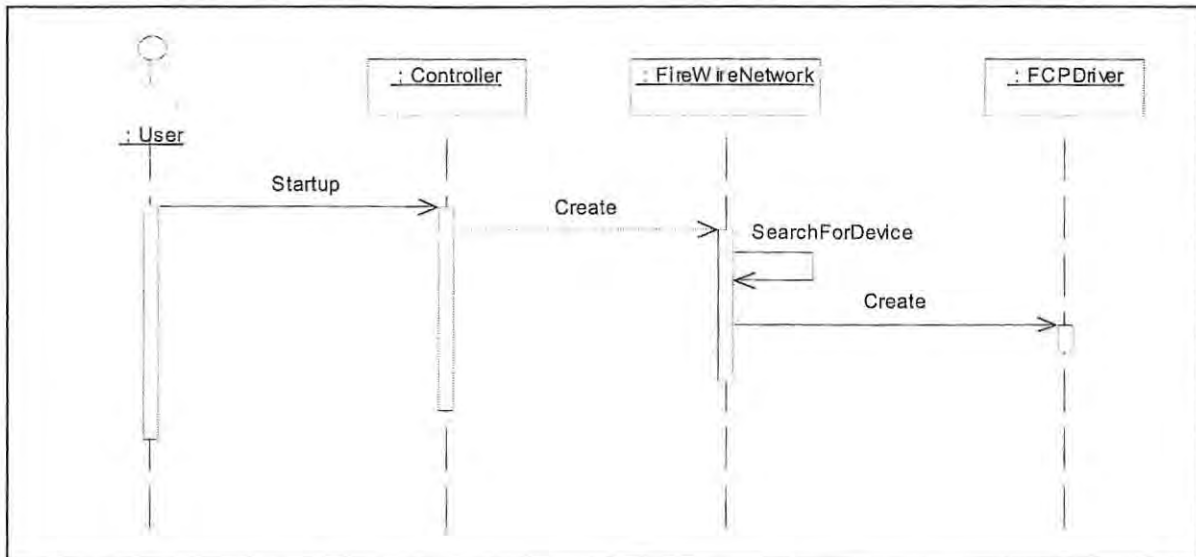 : Controller
: FireWireNetwork
: FCPDriver
: User
Startup
Create
SearchForDevice
Create